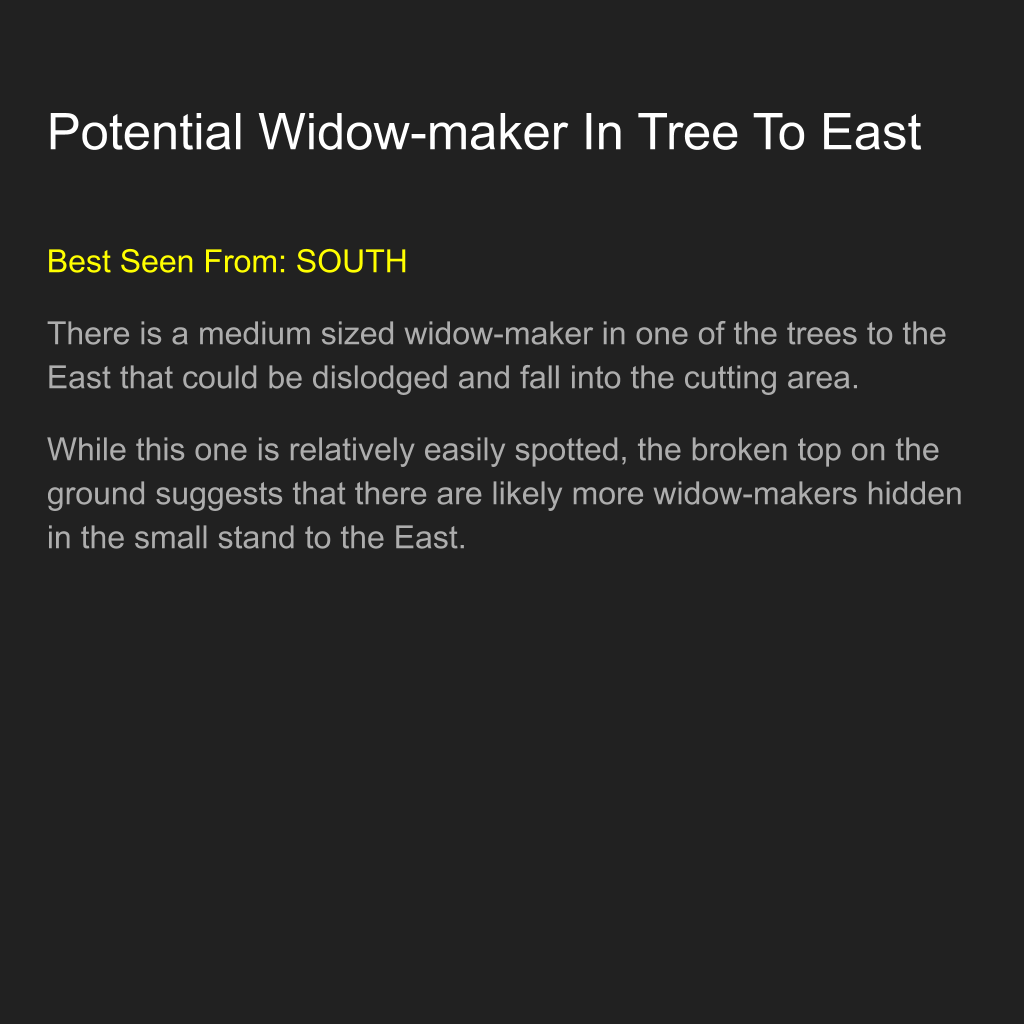 Potential Widow-maker In Tree To East
Best Seen From: SOUTH
There is a medium sized widow-maker in one of the trees to the
East that could be dislodged and fall into the cutting area.
While this one is relatively easily spotted, the broken top on the
ground suggests that there are likely more widow-makers hidden
in the small stand to the East.